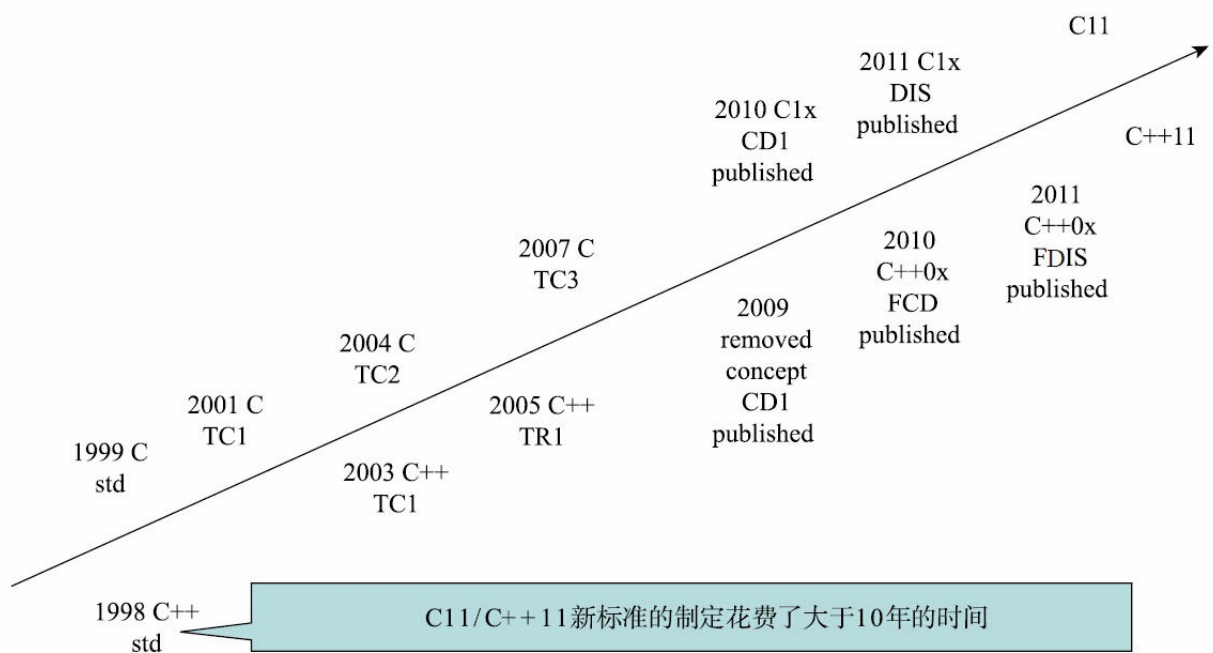 C11
2011 C1x
DIS
published
2010 C1x
CD1
published
C++11
2011
C++0x
FDIS
published
2010
C++0x
FCD
published
2007 C
TC3
2009
removed
concept
CD1
published
2004 C
TC2
2005 C++
TR1
2001 C
TC1
2003 C++
TC1
1999 C
std
1998 C++
std
C11/C++11新标准的制定花费了大于10年的时间